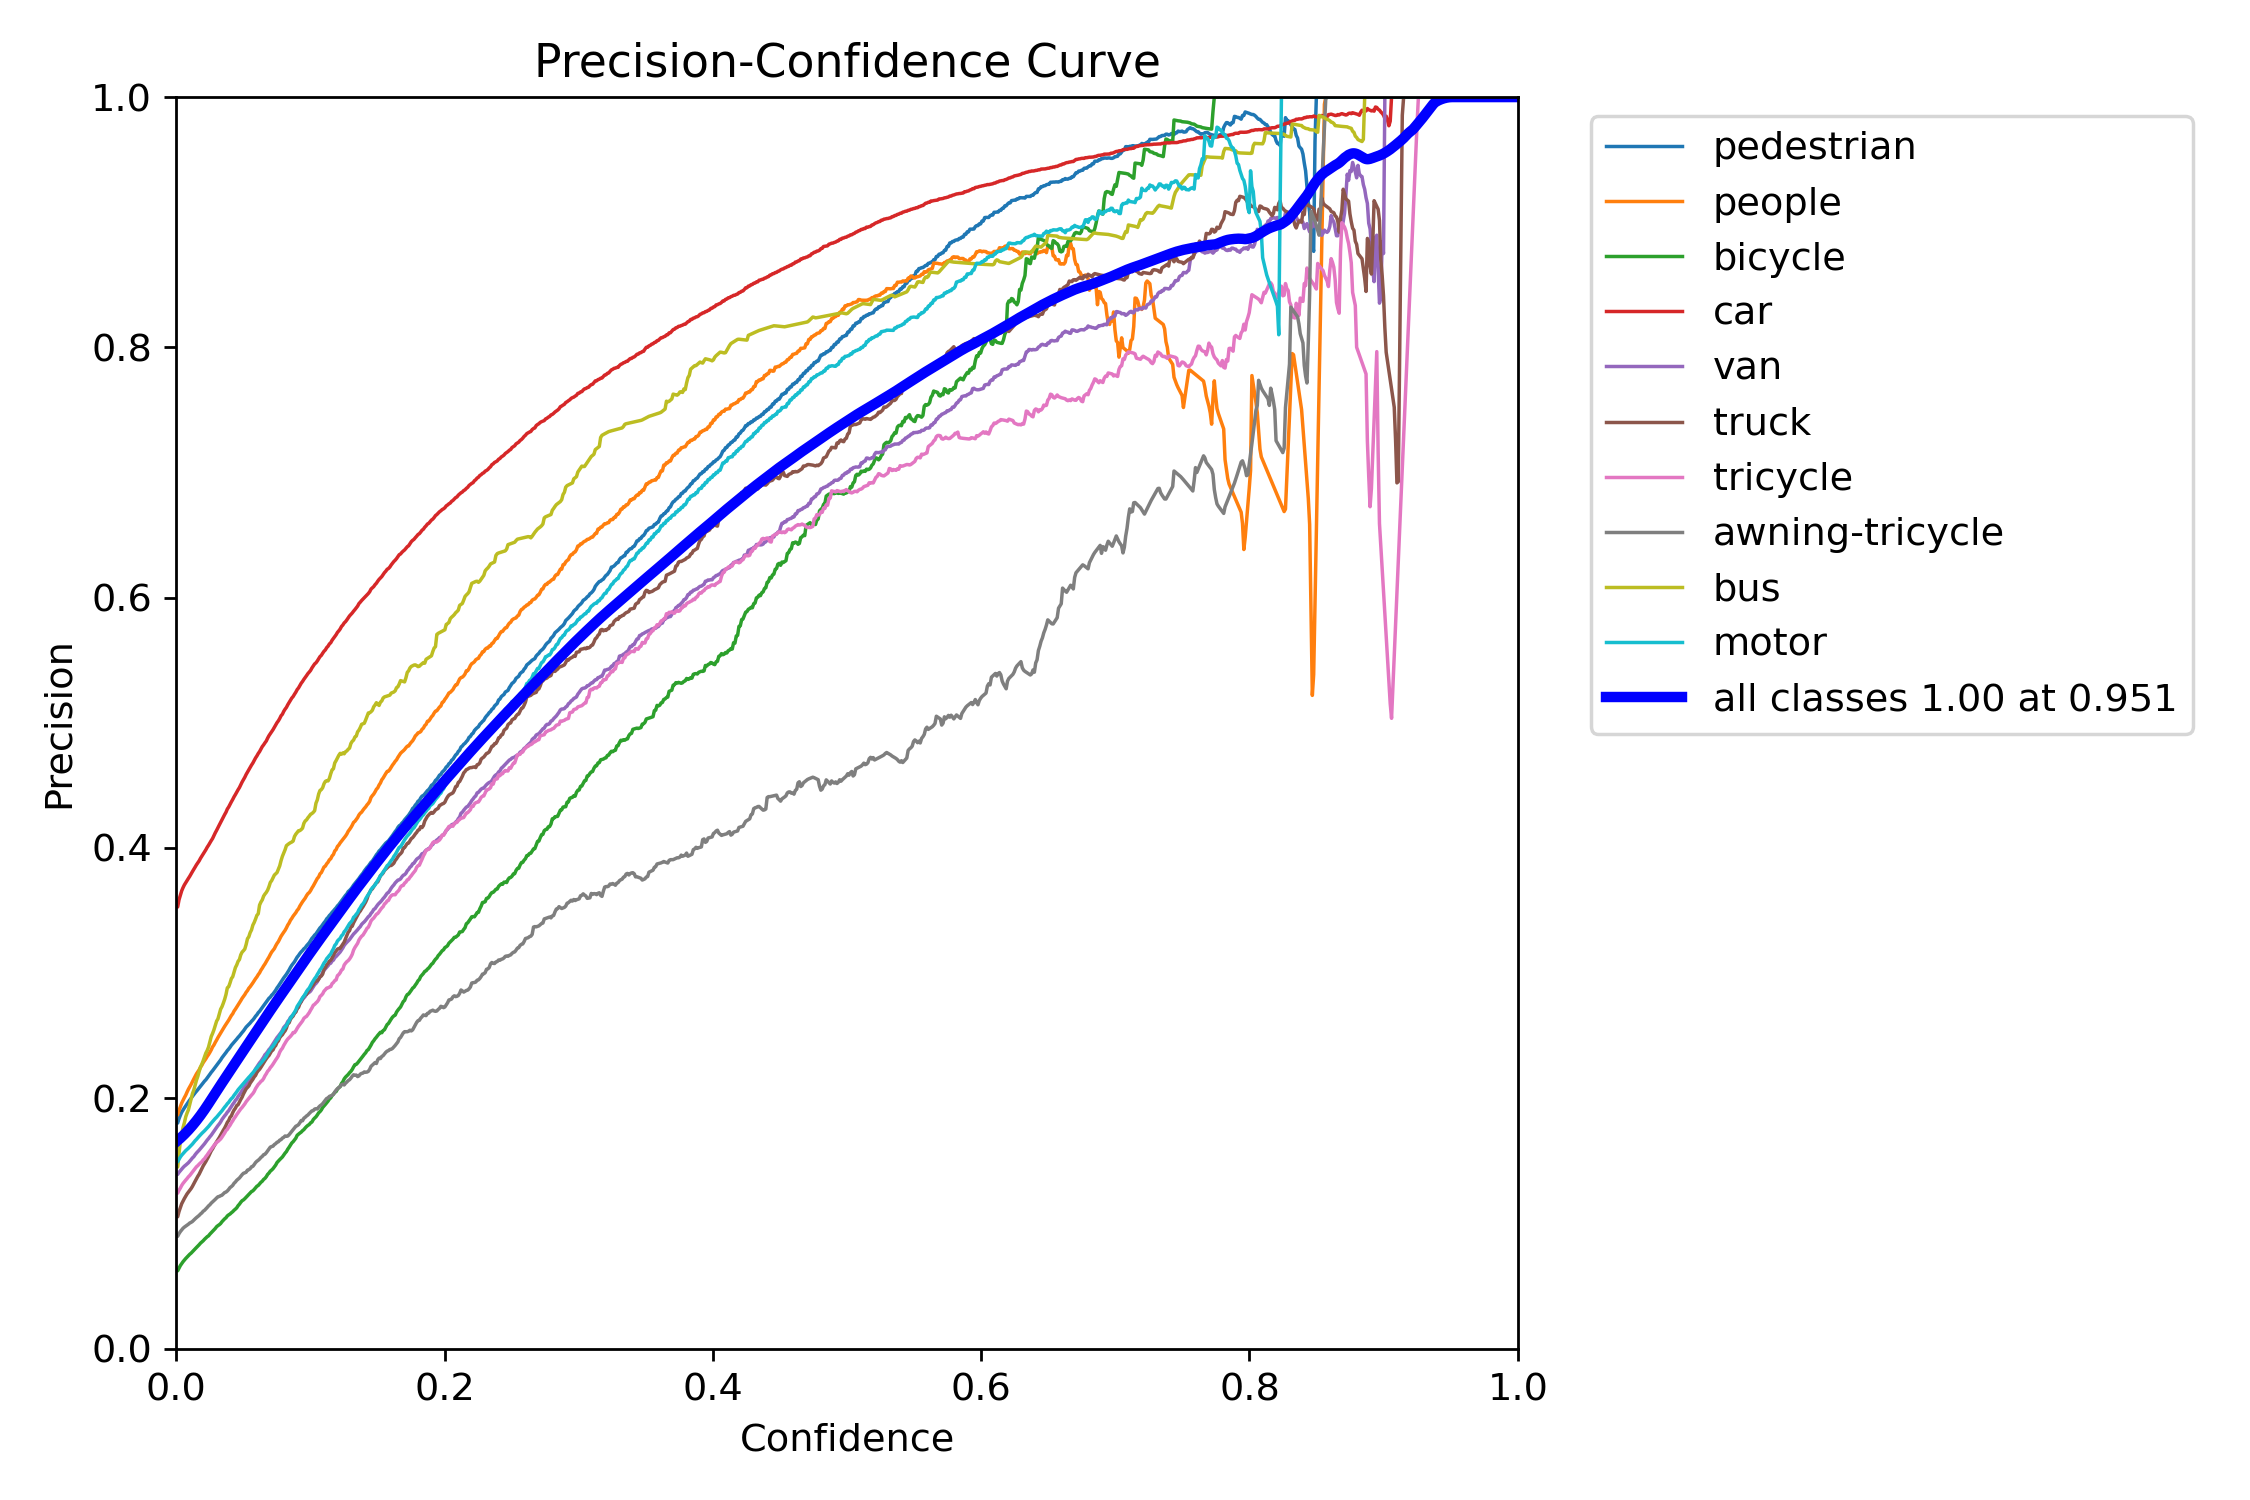 Precision-Confidence Curve
1.0
0.8
0.6
0.4
0.2
0.0
Precision
0.0 0.2 0.4 0.6 0.8 1.0
Confidence
pedestrian
people
bicycle
car
van
truck
tricycle
awning-tricycle
bus
motor
all classes 1.00 at 0.951